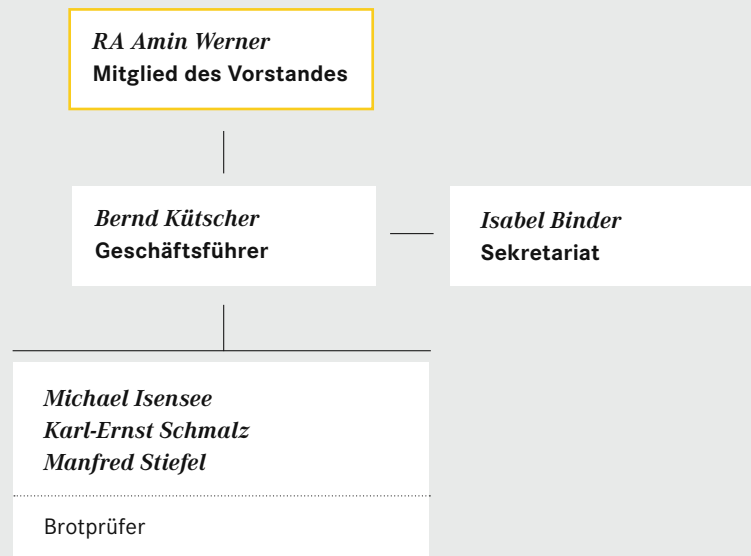 RA Amin Werner
Mitglied des Vorstandes
Bernd Kütscher
Geschäftsführer
Isabel Binder
Sekretariat
Michael Isensee
Karl-Ernst Schmalz
Manfred Stiefel
Brotprüfer